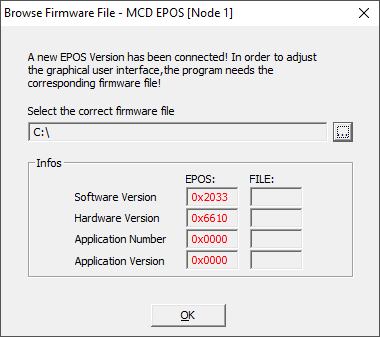 Browse Firmware File - MCD EPOS [Node 1]
A new EPOS Version has been connected! In order to adjust
the graphical user interface,the program needs the
corresponding firmware file!
Select the correct firmware file
C:\
...
Infos
EPOS: FILE:
Software Version 0x2033
Hardware Version 0x6610
Application Number 0x0000
Application Version 0x0000
OK